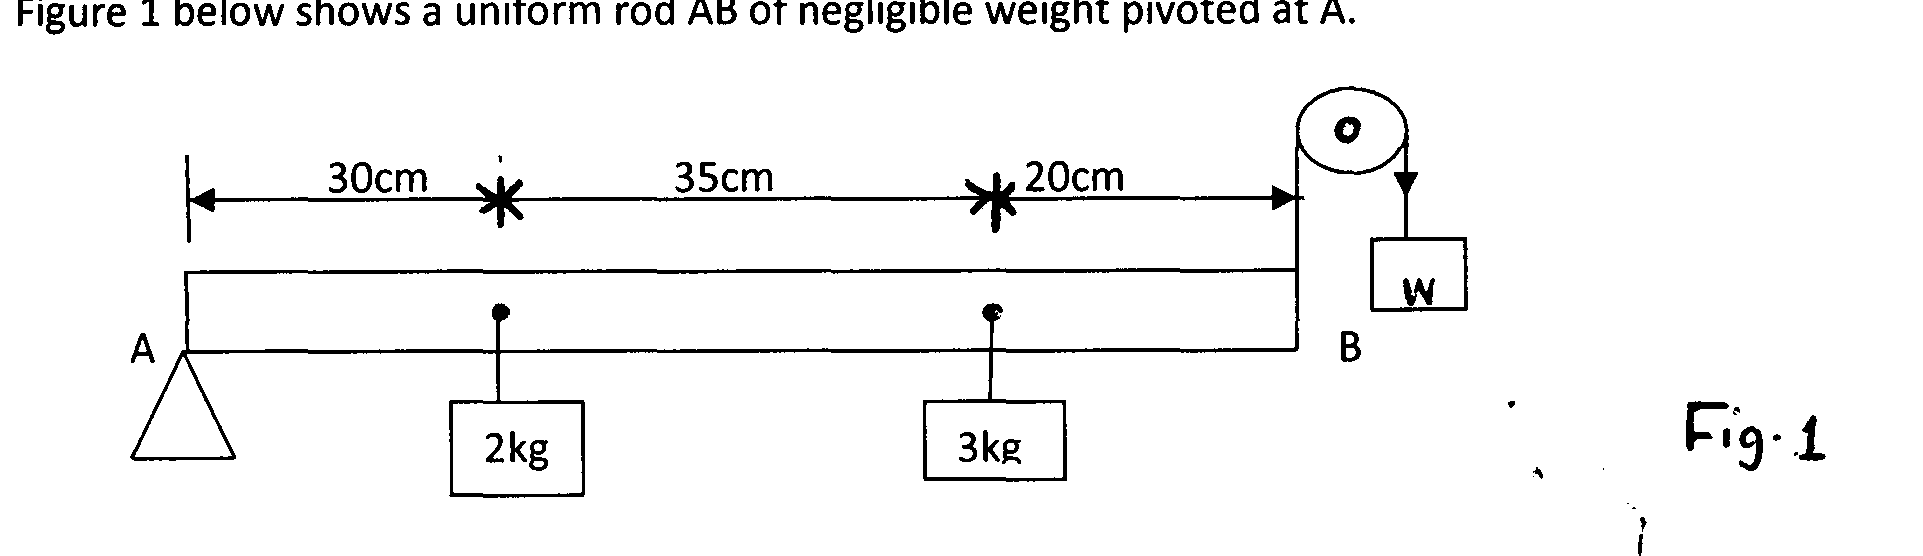 Figure 1 below shows a uniform rod AB of negligible weight pivoted at A.
O
30cm 35cm 20cm
W
A B
2kg 3kg
Fig. 1